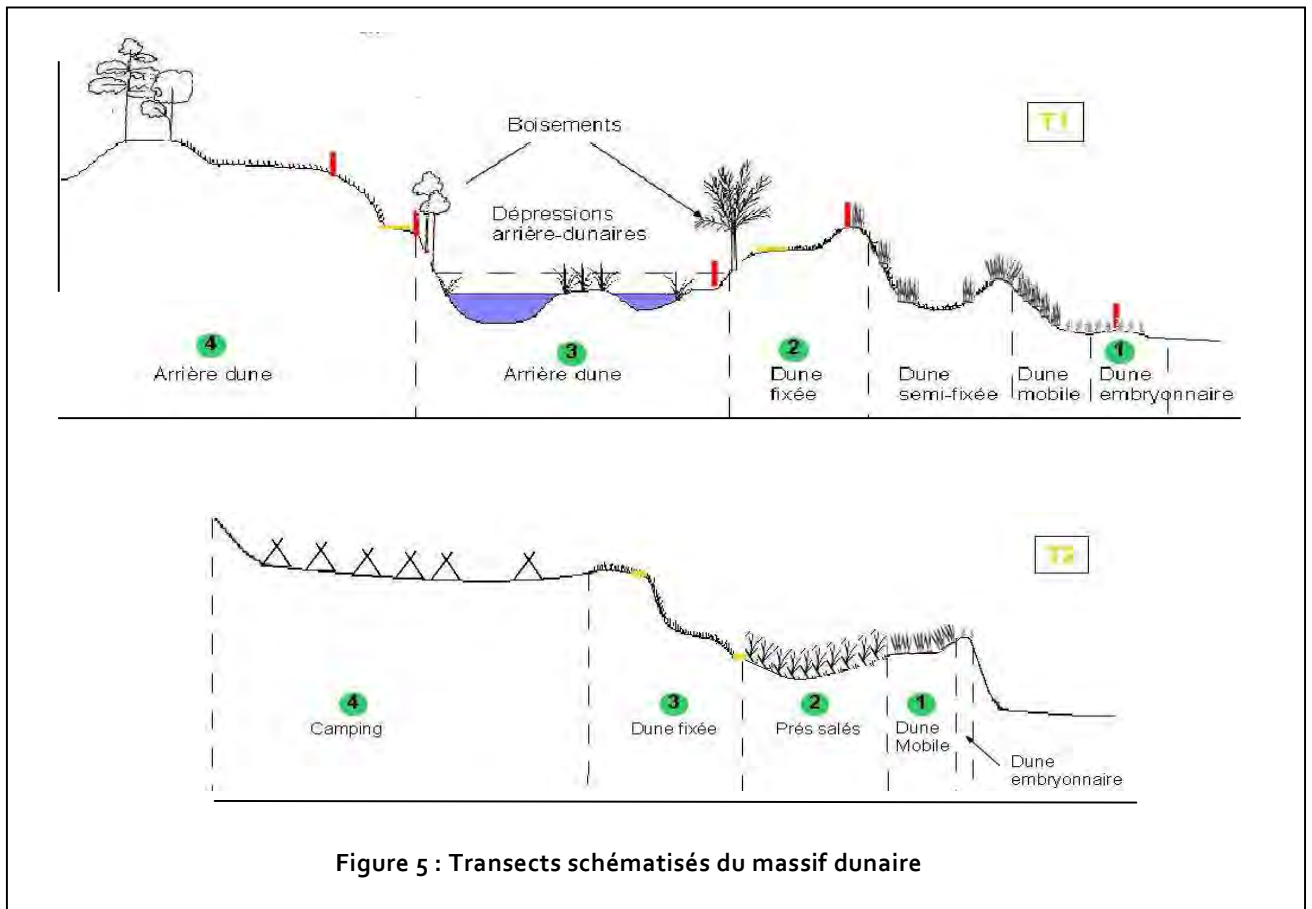 T1
Boisements
Dépressions
arrière-dunaires
4
3
2
1
Arrière dune
Arrière dune
Dune
fixée
Dune
semi-fixée
Dune
mobile
Dune
embryonnaire
T2
4
3
2
1
Camping
Dune fixée
Prés salés
Dune
Mobile
Dune
embryonnaire
Figure 5 : Transects schématisés du massif dunaire